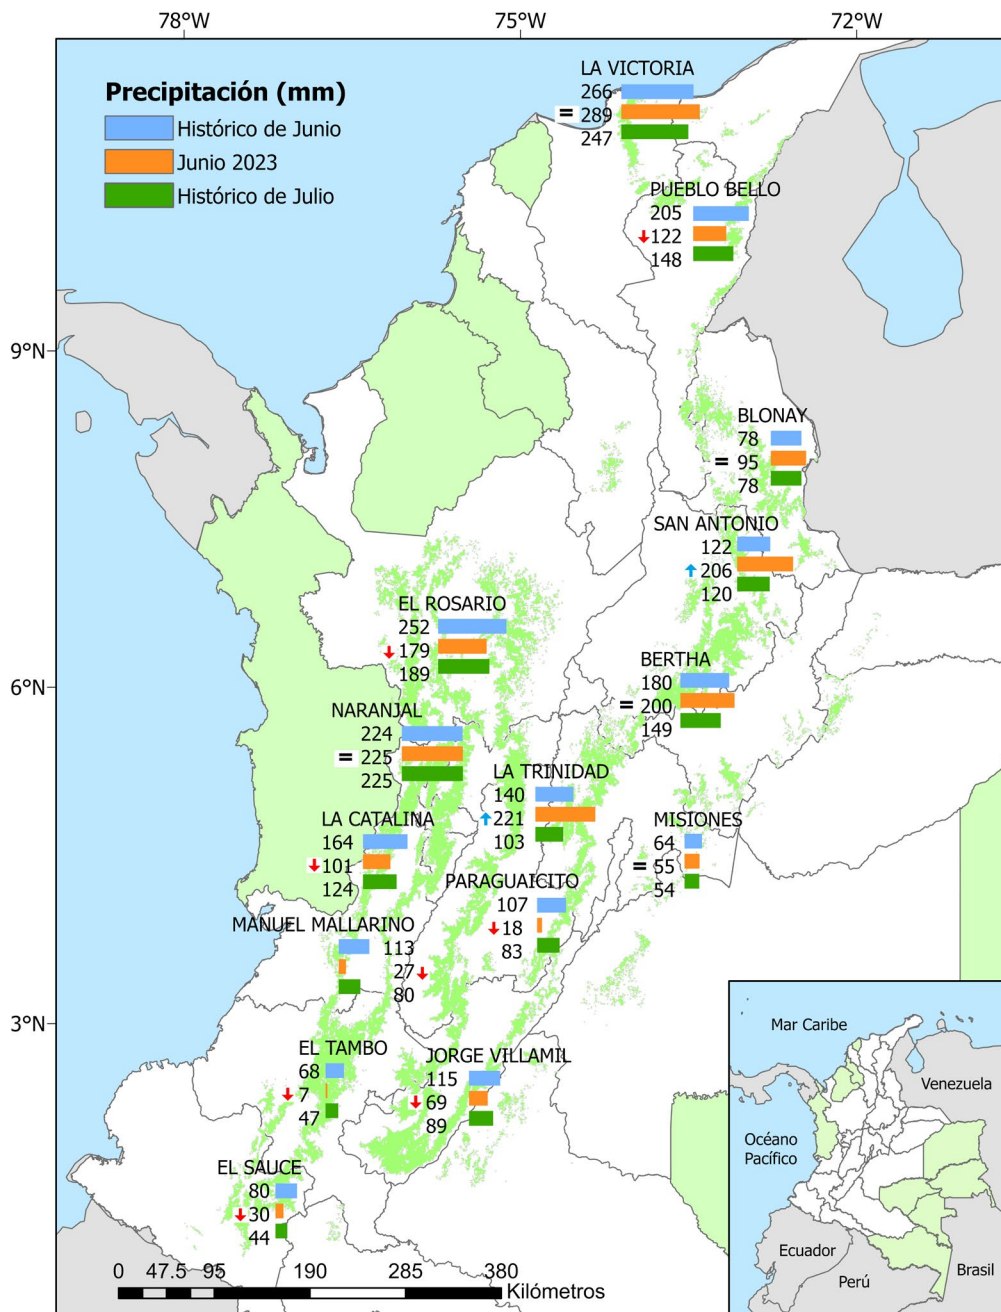 78°W 75°W 72°W
Precipitación (mm)
Histórico de Junio
Junio 2023
Histórico de Julio
LA VICTORIA
266
= 289
247
PUEBLO BELLO
205
↓ 122
148
9°N
BLONAY
78
= 95
78
SAN ANTONIO
122
↑ 206
120
EL ROSARIO
252
↓ 179
189
6°N
BERTHA
180
= 200
149
NARANJAL
224
= 225
225
LA TRINIDAD
140
↑ 221
103
LA CATALINA
164
↓ 101
124
MISIONES
64
= 55
54
PARAGUAICITO
107
↓ 18
83
MANUEL MALLARINO
113
27 ↓
80
3°N
EL TAMBO
68
↓ 7
47
JORGE VILLAMIL
115
↓ 69
89
EL SAUCE
80
↓ 30
44
0 47.5 95 190 285 380
Kilómetros
Mar Caribe
Venezuela
Océano
Pacífico
Ecuador
Perú
Brasil